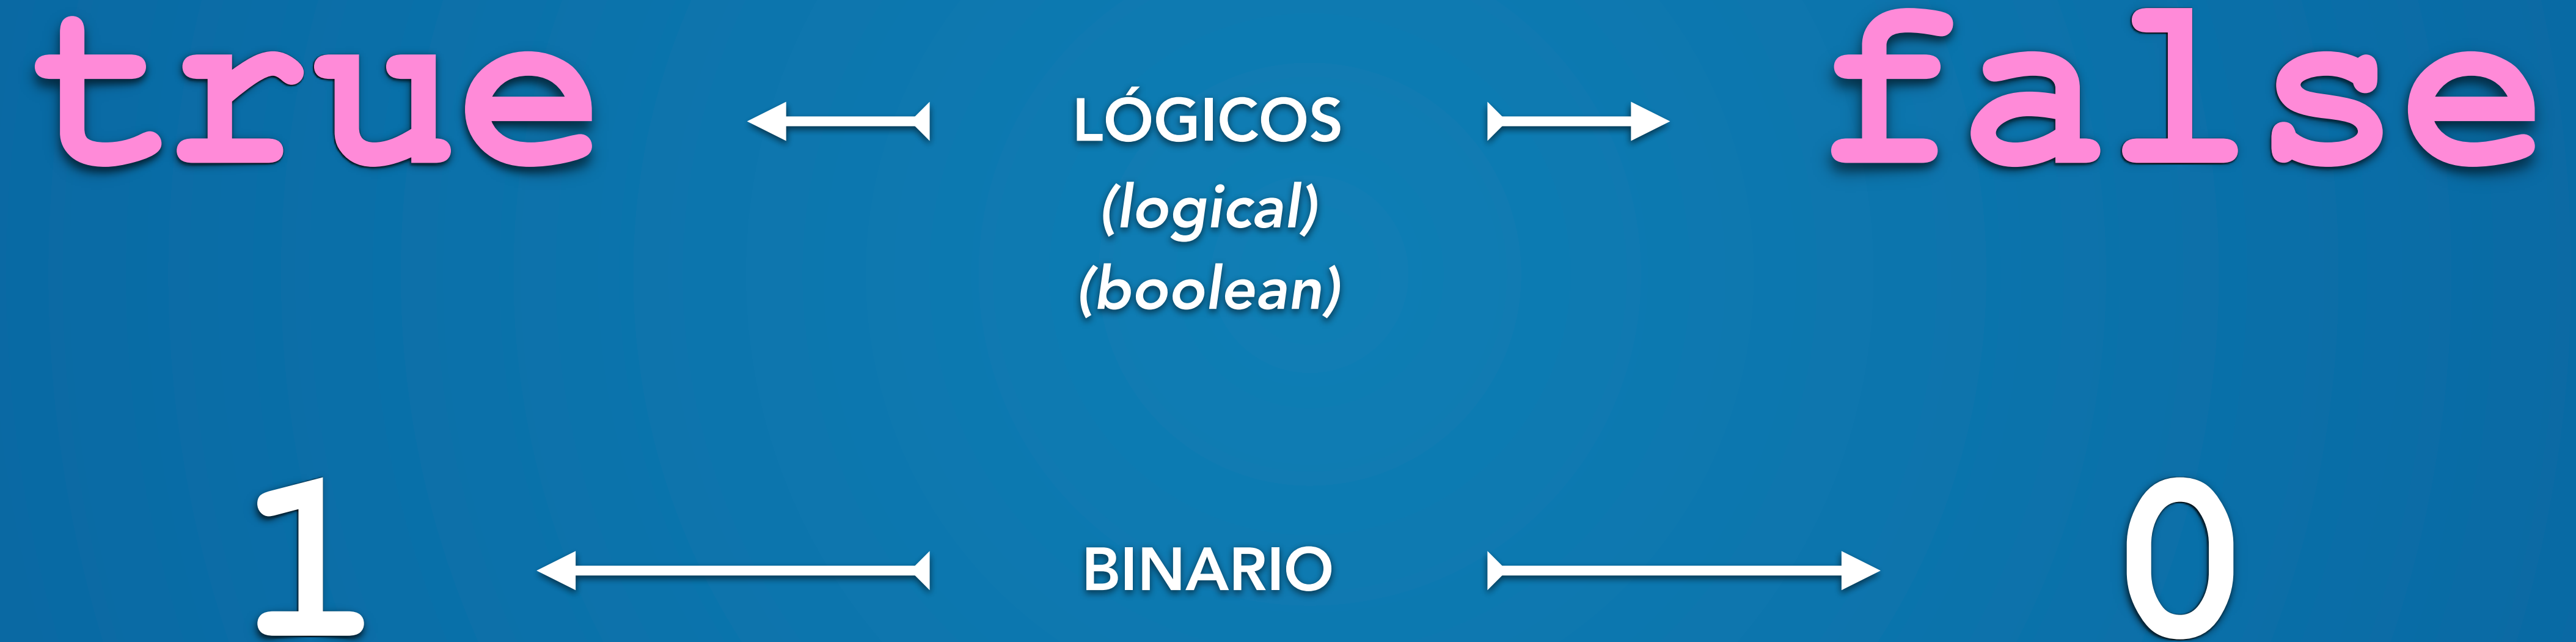 true LÓGICOS false
(logical)
(boolean)
1 BINARIO 0